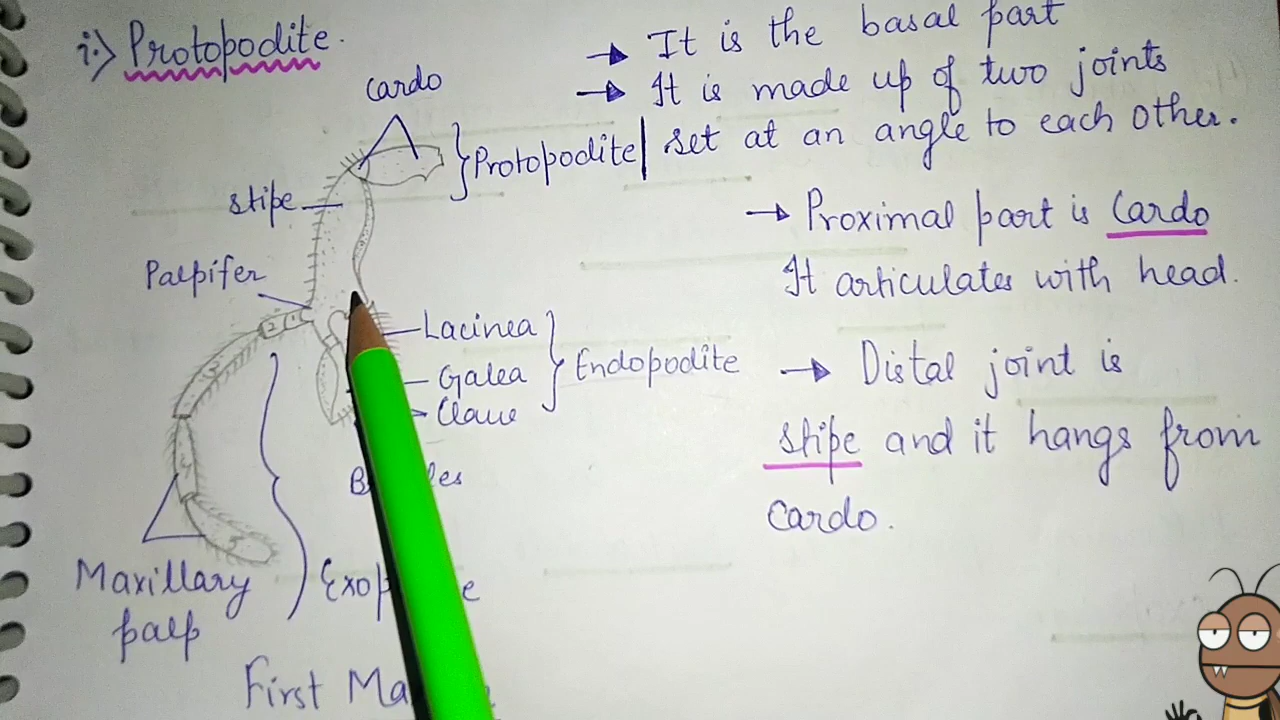 i:) Protopodite.
→ It is the basal part
→ It is made up of two joints
set at an angle to each other.
→ Proximal part is Cardo
It articulates with head.
→ Distal joint is
stipe and it hangs from
Cardo.
Cardo
Protopodite
stipe
Palpifer
Lacinea
Galea
Endopodite
Maxillary
palp
First